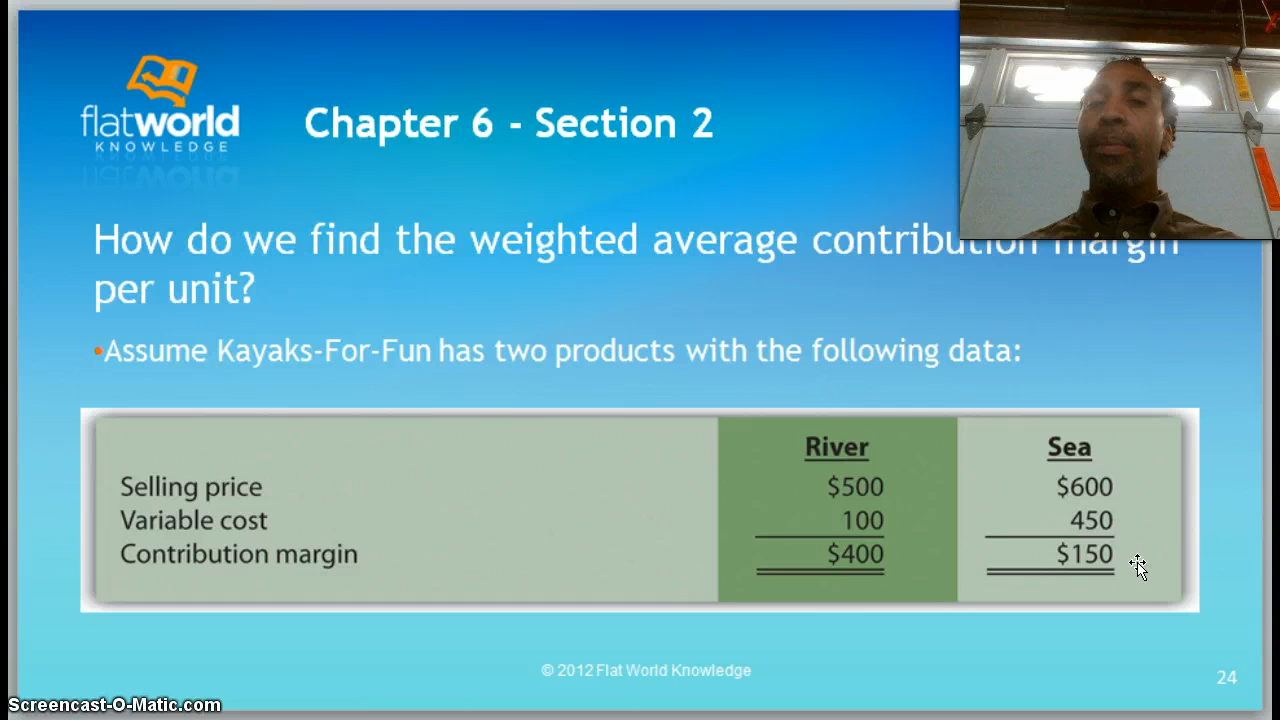 flatworld
KNOWLEDGE
Chapter 6 - Section 2
How do we find the weighted average contribution margin
per unit?
•Assume Kayaks-For-Fun has two products with the following data:
River Sea
Selling price $500 $600
Variable cost 100 450
Contribution margin $400 $150
© 2012 Flat World Knowledge
24
Screencast-O-Matic.com